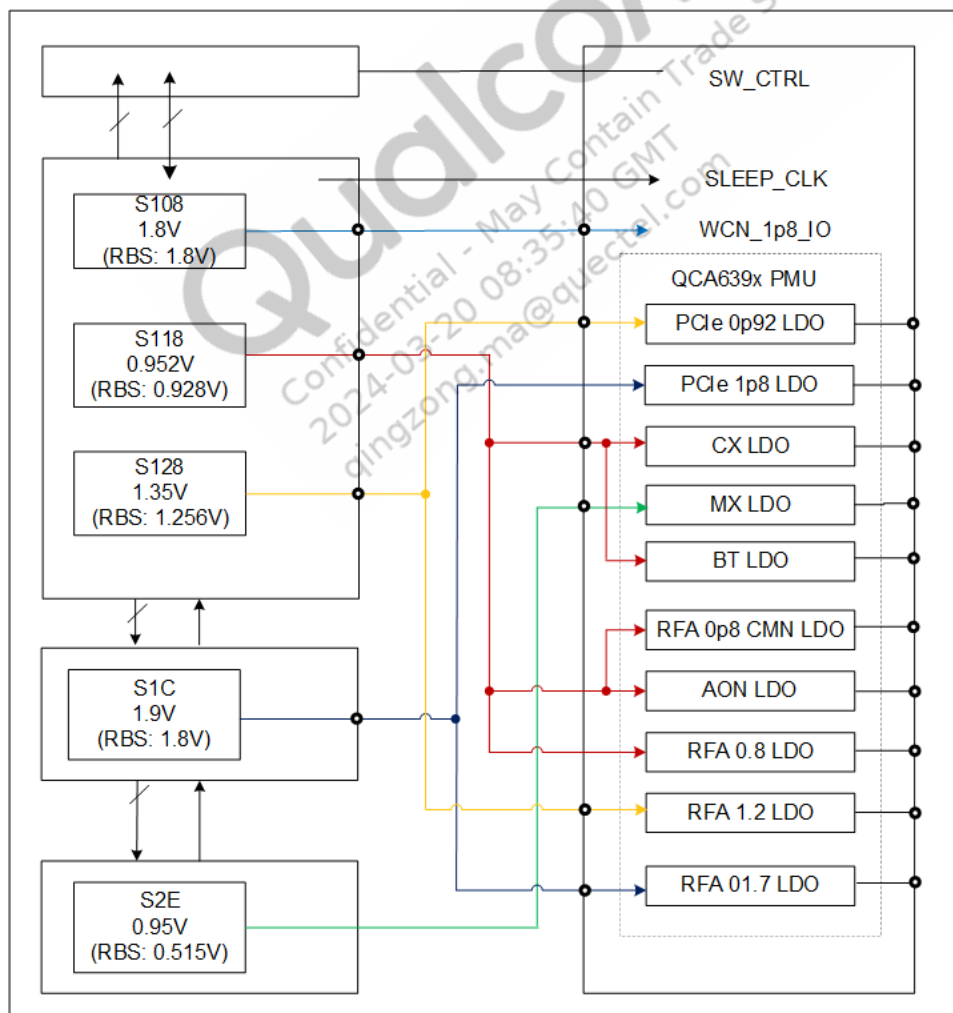 SW_CTRL
SLEEP_CLK
WCN_1p8_IO
S108
1.8V
(RBS: 1.8V)
S118
0.952V
(RBS: 0.928V)
S128
1.35V
(RBS: 1.256V)
S1C
1.9V
(RBS: 1.8V)
S2E
0.95V
(RBS: 0.515V)
QCA639x PMU
PCIe 0p92 LDO
PCIe 1p8 LDO
CX LDO
MX LDO
BT LDO
RFA 0p8 CMN LDO
AON LDO
RFA 0.8 LDO
RFA 1.2 LDO
RFA 01.7 LDO
Confidential - May Contain Trade
2024-03-20 08:35:40 GMT
qingzong.ma@quectel.com